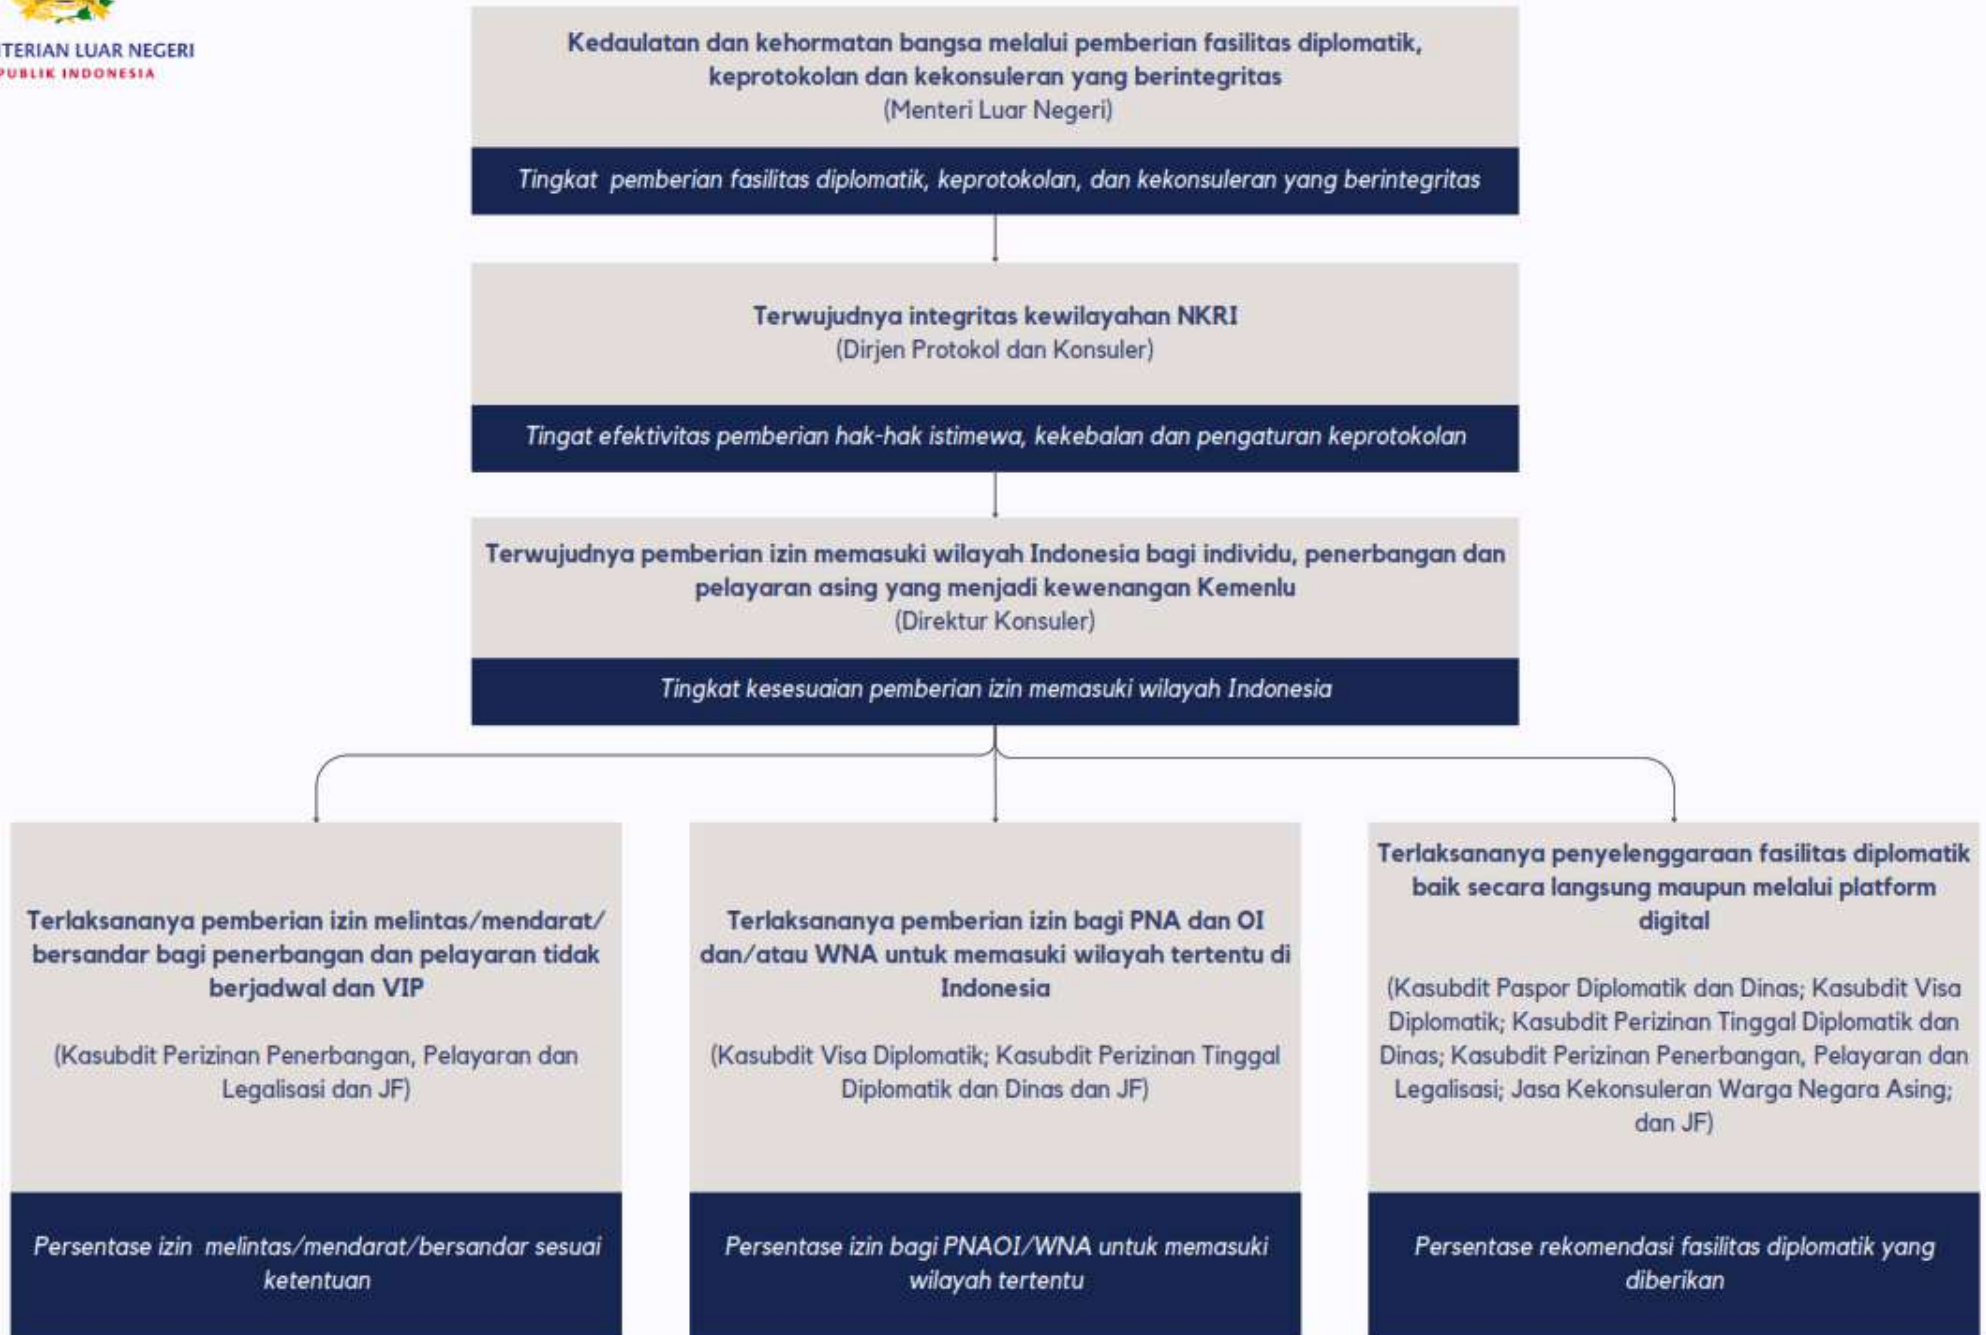 TERIAN LUAR NEGERI
PUBLIK INDONESIA
Kedaulatan dan kehormatan bangsa melalui pemberian fasilitas diplomatik,
keprotokolan dan kekonsuleran yang berintegritas
(Menteri Luar Negeri)
Tingkat pemberian fasilitas diplomatik, keprotokolan, dan kekonsuleran yang berintegritas
Terwujudnya integritas kewilayahan NKRI
(Dirjen Protokol dan Konsuler)
Tingat efektivitas pemberian hak-hak istimewa, kekebalan dan pengaturan keprotokolan
Terwujudnya pemberian izin memasuki wilayah Indonesia bagi individu, penerbangan dan
pelayaran asing yang menjadi kewenangan Kemenlu
(Direktur Konsuler)
Tingkat kesesuaian pemberian izin memasuki wilayah Indonesia
Terlaksananya pemberian izin melintas/mendarat/
bersandar bagi penerbangan dan pelayaran tidak
berjadwal dan VIP
(Kasubdit Perizinan Penerbangan, Pelayaran dan
Legalisasi dan JF)
Persentase izin melintas/mendarat/bersandar sesuai
ketentuan
Terlaksananya pemberian izin bagi PNA dan OI
dan/atau WNA untuk memasuki wilayah tertentu di
Indonesia
(Kasubdit Visa Diplomatik; Kasubdit Perizinan Tinggal
Diplomatik dan Dinas dan JF)
Persentase izin bagi PNAOI/WNA untuk memasuki
wilayah tertentu
Terlaksananya penyelenggaraan fasilitas diplomatik
baik secara langsung maupun melalui platform
digital
(Kasubdit Paspor Diplomatik dan Dinas; Kasubdit Visa
Diplomatik; Kasubdit Perizinan Tinggal Diplomatik dan
Dinas; Kasubdit Perizinan Penerbangan, Pelayaran dan
Legalisasi; Jasa Kekonsuleran Warga Negara Asing;
dan JF)
Persentase rekomendasi fasilitas diplomatik yang
diberikan